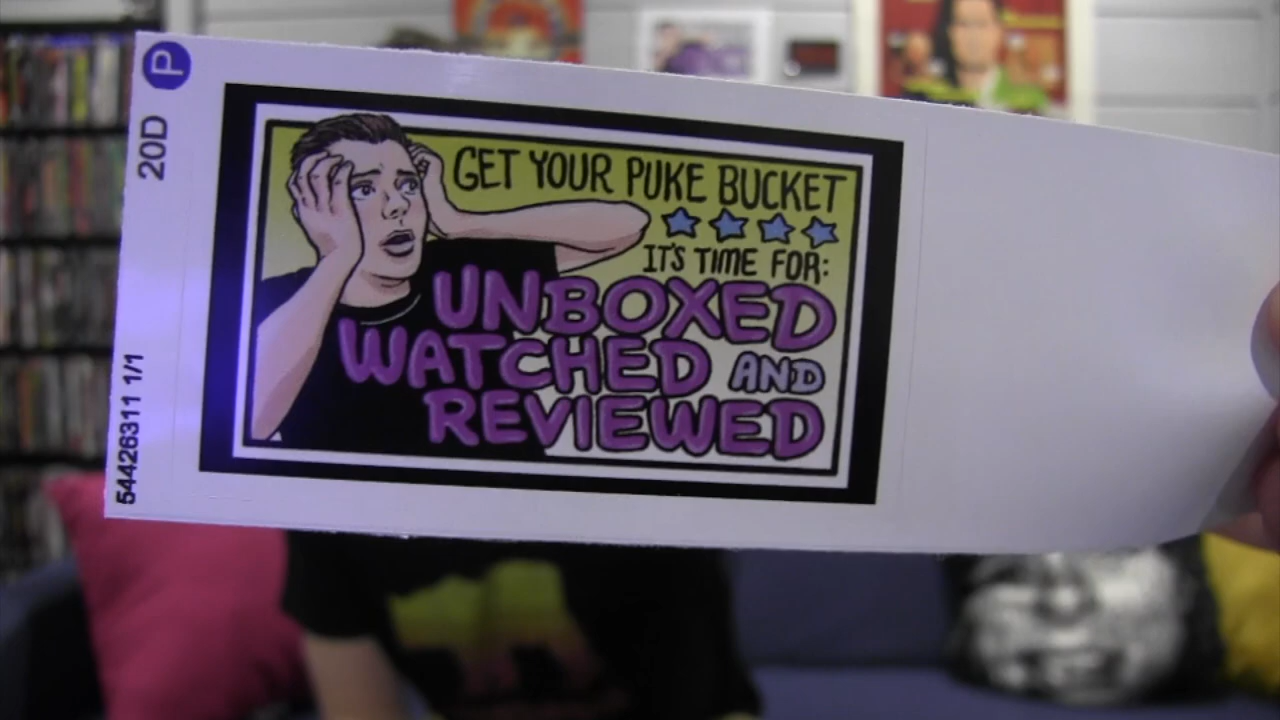 P
20D
54426311 1/1
GET YOUR PUKE BUCKET
IT'S TIME FOR:
UNBOXED
WATCHED AND
REVIEWED